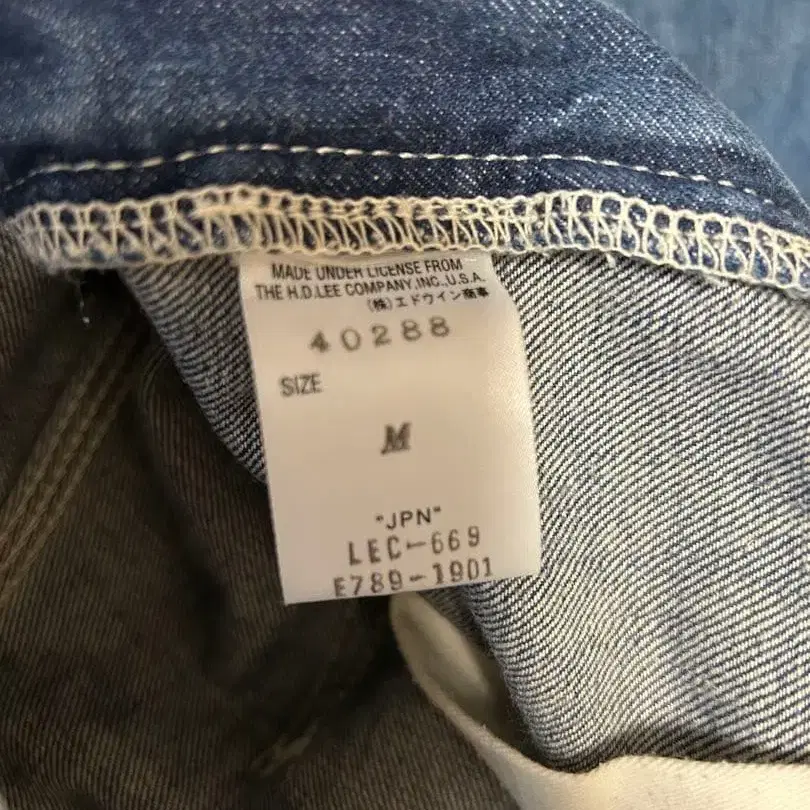 MADE UNDER LICENSE FROM
THE H.D.LEE COMPANY,INC.,U.S.A.
(株)エドウイン商事
40288
SIZE
M
"JPN"
LEC-669
E789-1901